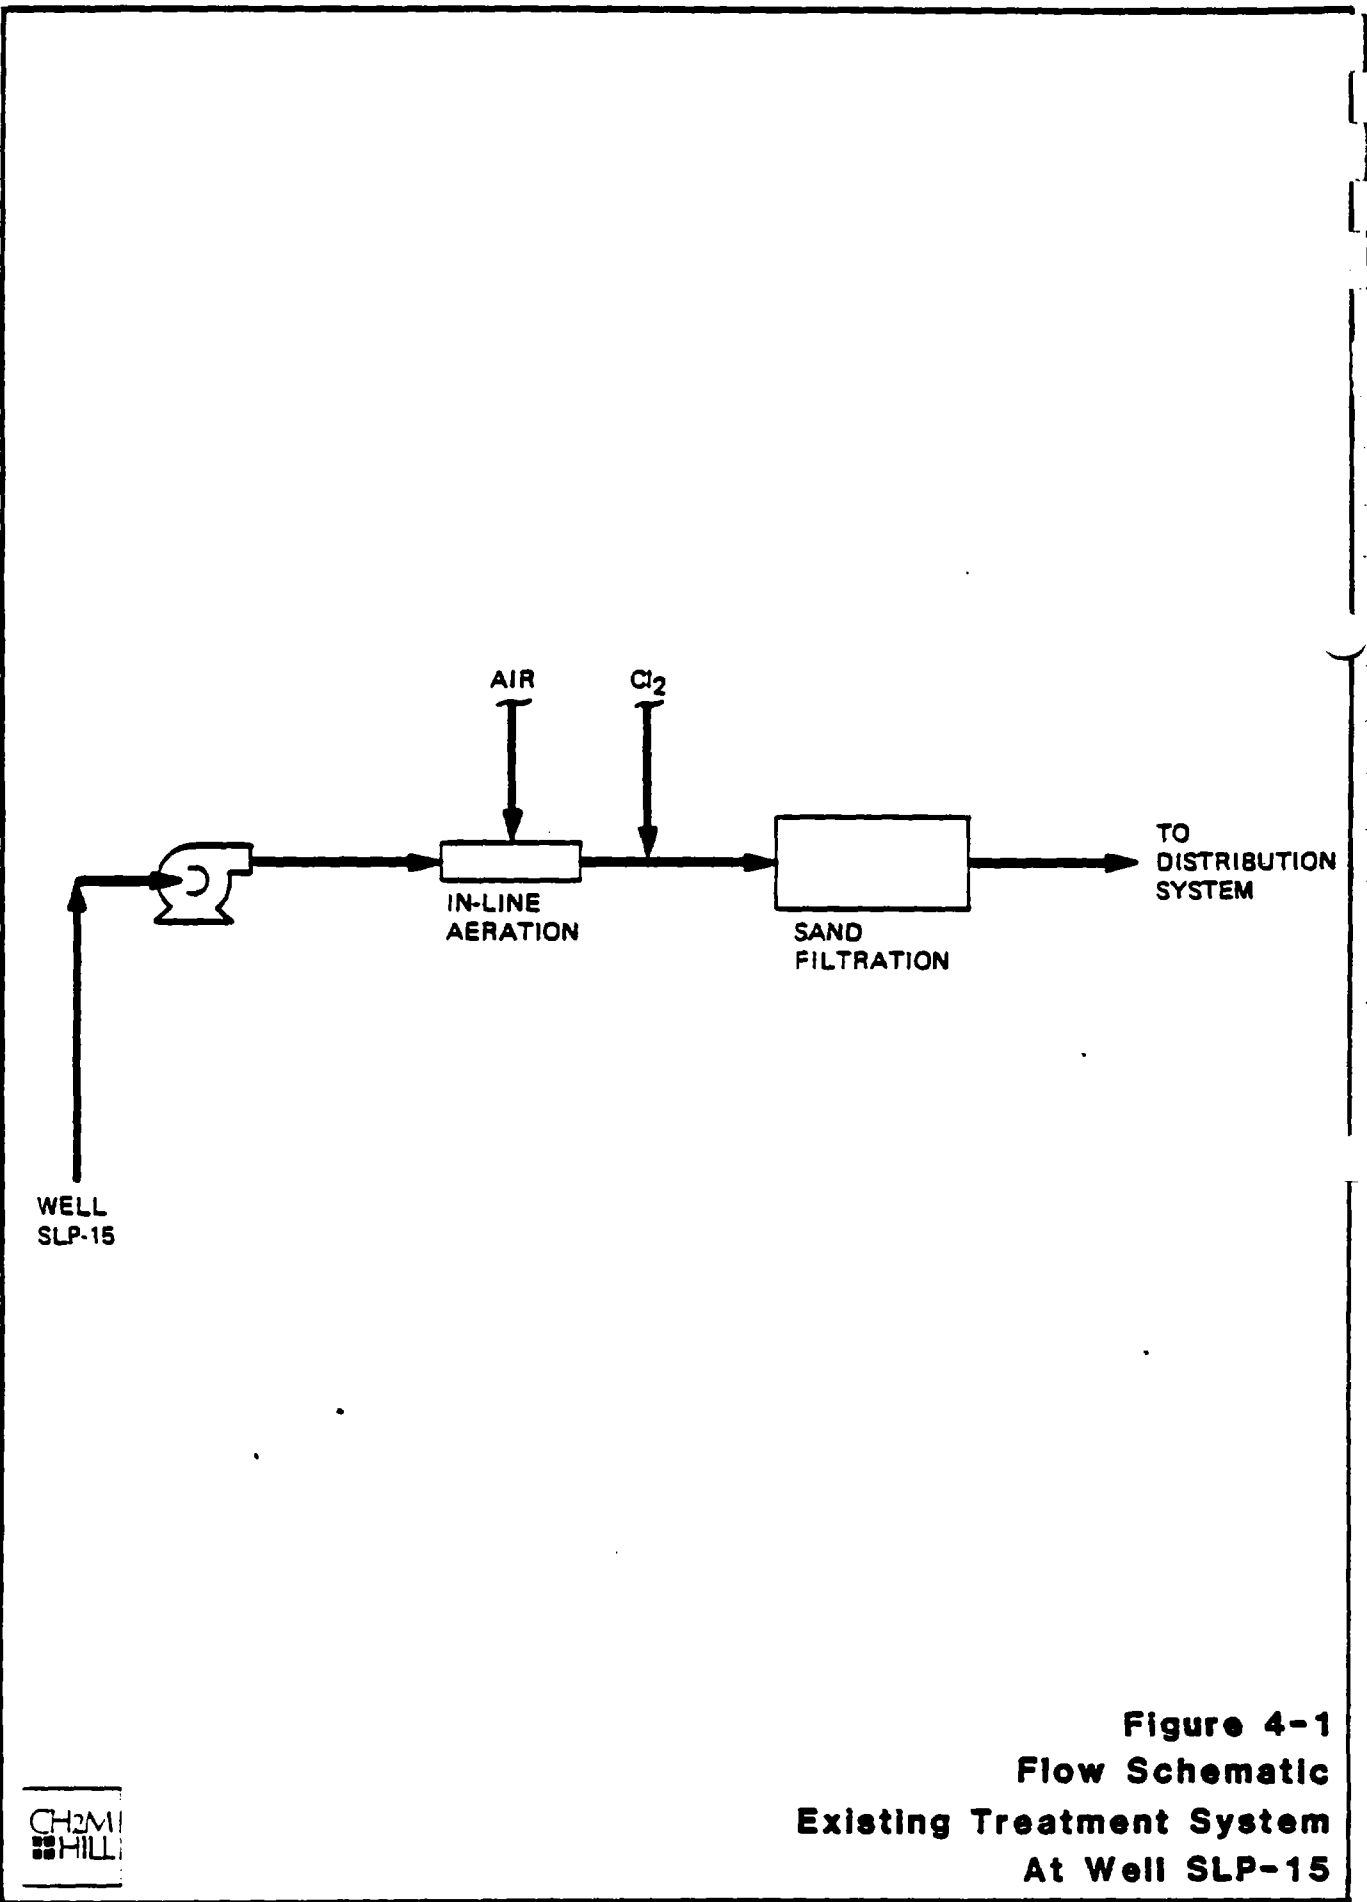 AIR
Cl2
TO
DISTRIBUTION
SYSTEM
IN-LINE
AERATION
SAND
FILTRATION
WELL
SLP-15
Figure 4-1
Flow Schematic
Existing Treatment System
At Well SLP-15
CH2M
HILL